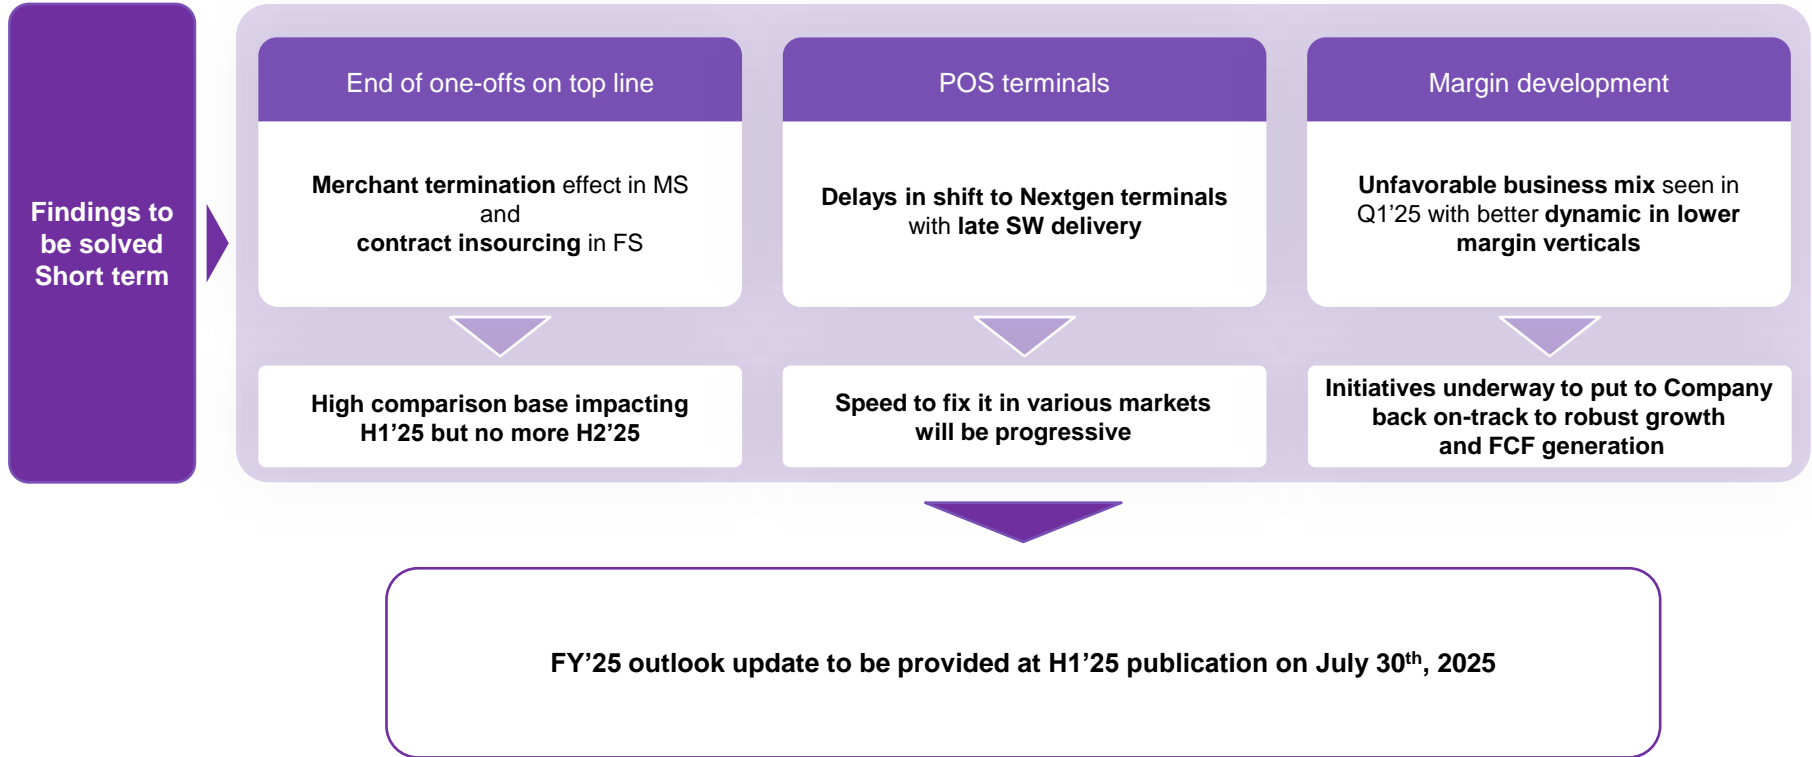 Findings to
be solved
Short term
End of one-offs on top line
Merchant termination effect in MS
and
contract insourcing in FS
High comparison base impacting
H1’25 but no more H2’25
POS terminals
Delays in shift to Nextgen terminals
with late SW delivery
Speed to fix it in various markets
will be progressive
Margin development
Unfavorable business mix seen in
Q1’25 with better dynamic in lower
margin verticals
Initiatives underway to put to Company
back on-track to robust growth
and FCF generation
FY’25 outlook update to be provided at H1’25 publication on July 30th, 2025